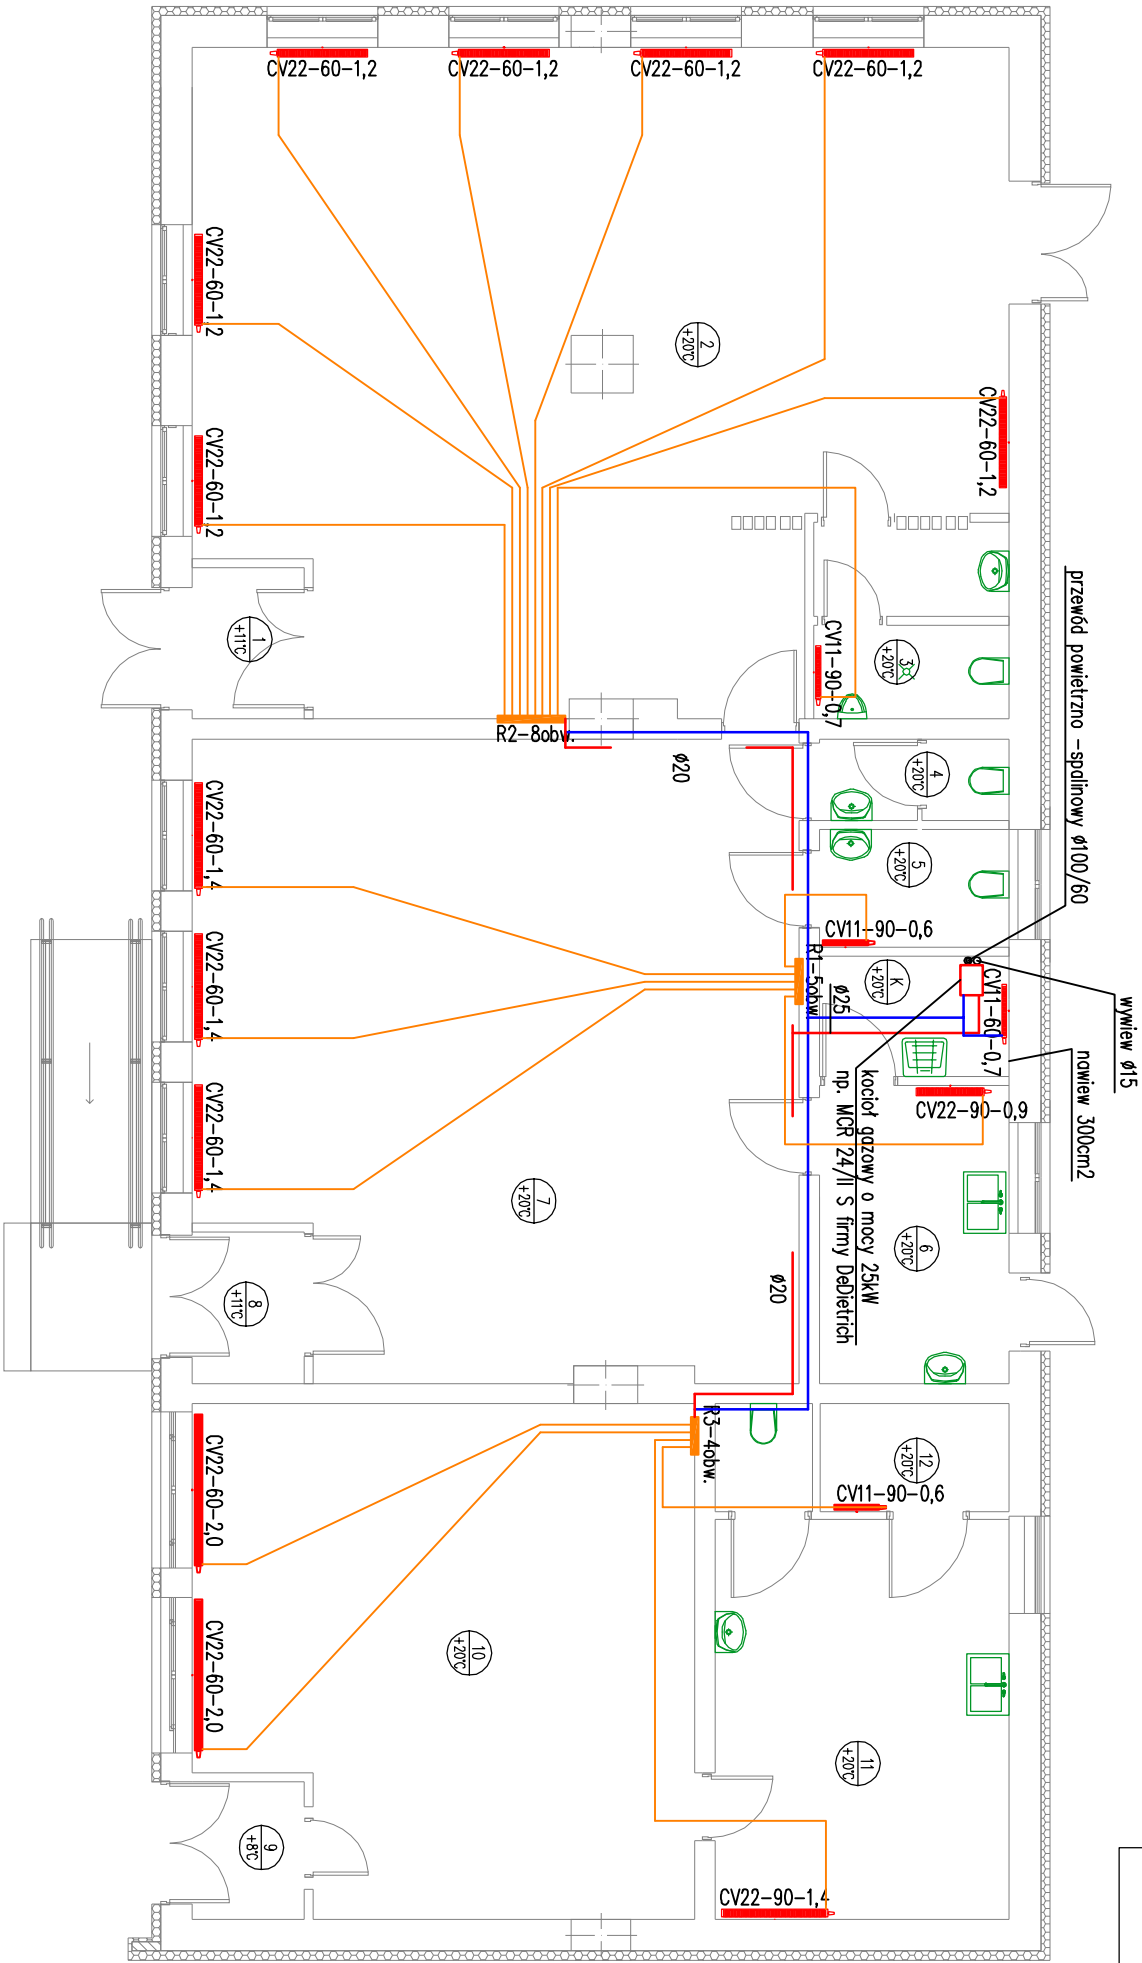 CV22-60-1,2
CV22-60-1,2
CV22-60-1,2
CV22-60-1,2
CV22-60-1,2
CV22-60-1,2
CV22-60-1,2
2
+20°C
1
+11°C
CV11-90-0,7
3
+20°C
przewód powietrzno -spalinowy ø100/60
wywiew ø15
nawiew 300cm2
R2-8obw.
ø20
4
+20°C
5
+20°C
CV11-90-0,6
R1-5obw.
K
+20°C
ø25
CV11-60-0,7
CV22-90-0,9
kocioł gazowy o mocy 25kW
np. MCR 24/II S firmy DeDietrich
CV22-60-1,4
CV22-60-1,4
CV22-60-1,4
7
+20°C
6
+20°C
8
+11°C
ø20
R3-4obw.
12
+20°C
CV11-90-0,6
CV22-60-2,0
CV22-60-2,0
10
+20°C
11
+20°C
9
+8°C
CV22-90-1,4